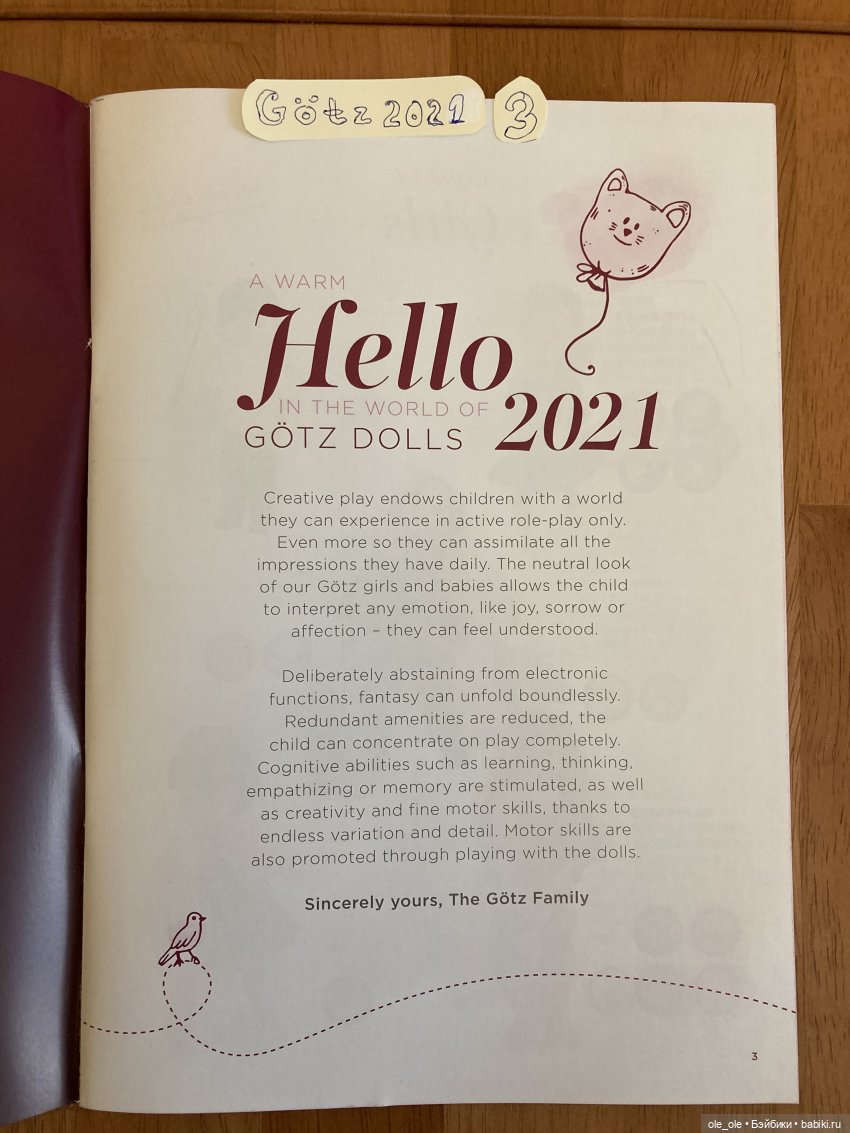 Götz 2021 3
A WARM
Hello
IN THE WORLD OF
GÖTZ DOLLS 2021
Creative play endows children with a world
they can experience in active role-play only.
Even more so they can assimilate all the
impressions they have daily. The neutral look
of our Götz girls and babies allows the child
to interpret any emotion, like joy, sorrow or
affection – they can feel understood.
Deliberately abstaining from electronic
functions, fantasy can unfold boundlessly.
Redundant amenities are reduced, the
child can concentrate on play completely.
Cognitive abilities such as learning, thinking,
empathizing or memory are stimulated, as well
as creativity and fine motor skills, thanks to
endless variation and detail. Motor skills are
also promoted through playing with the dolls.
Sincerely yours, The Götz Family
3
ole_ole • Бэйбики • babiki.ru